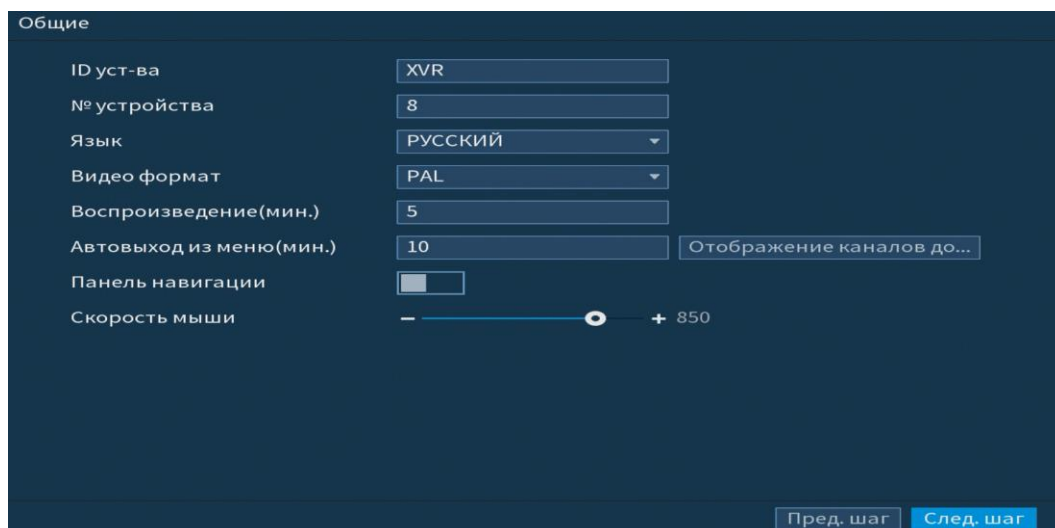 Общие
ID уст-ва XVR
№ устройства 8
Язык РУССКИЙ
Видео формат PAL
Воспроизведение(мин.) 5
Автовыход из меню(мин.) 10 Отображение каналов до...
Панель навигации
Скорость мыши 850
Пред. шаг След. шаг